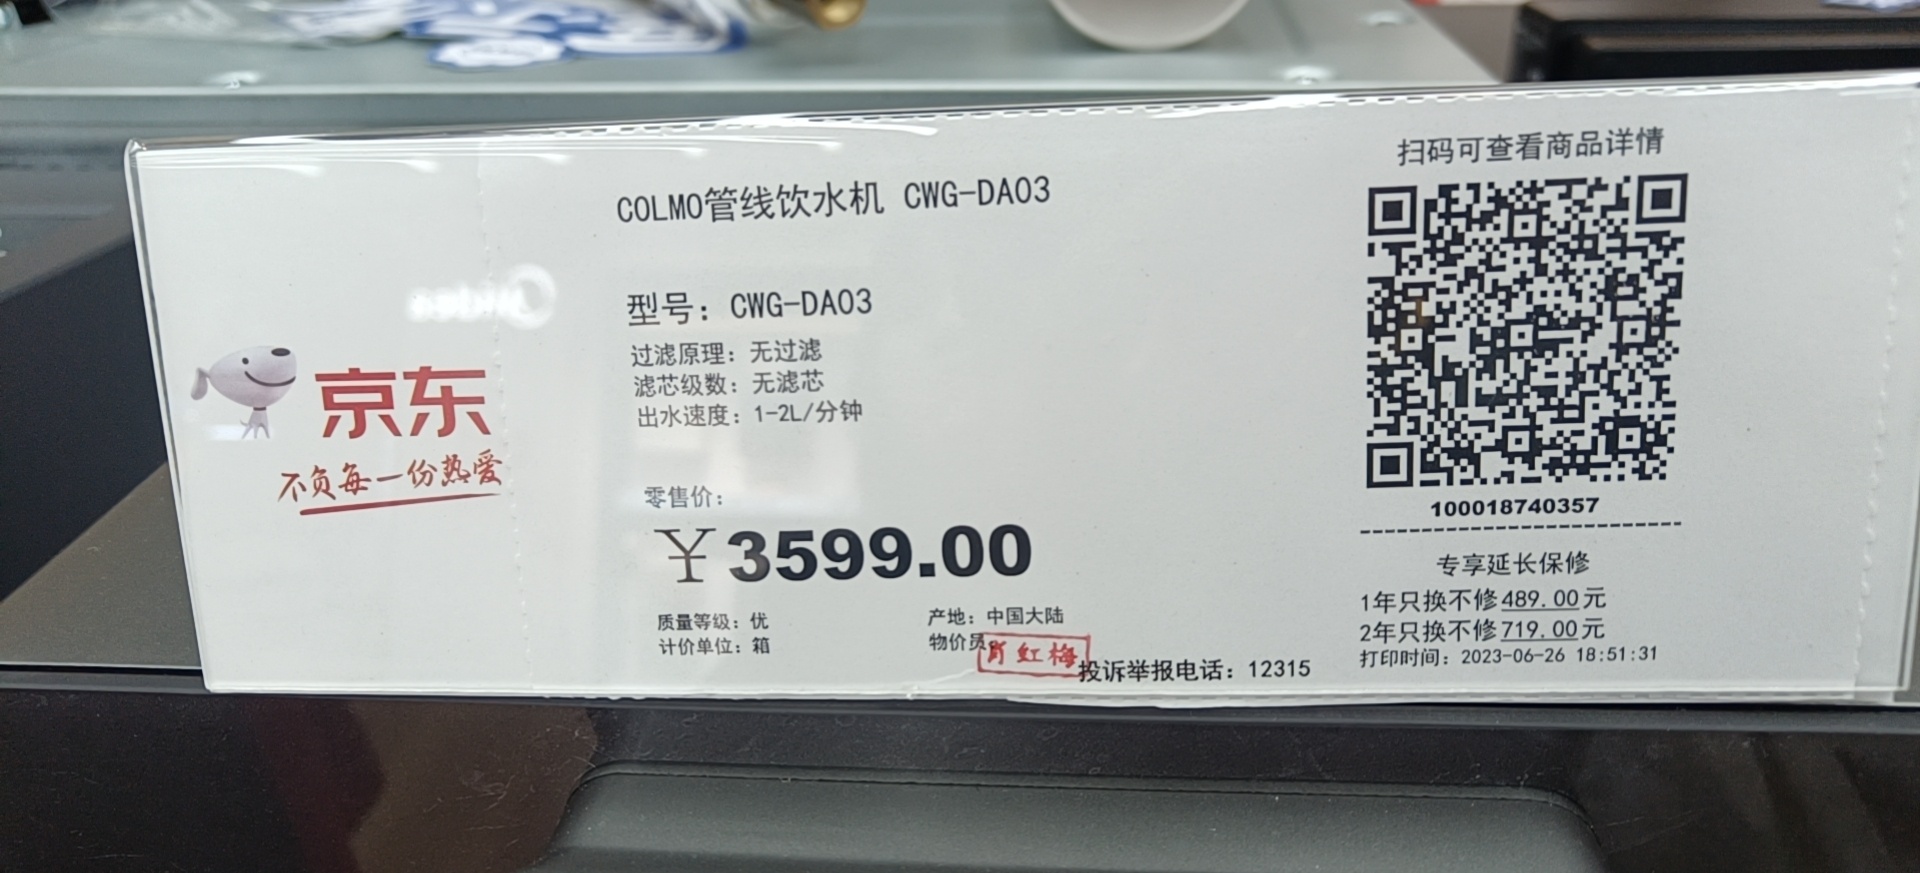 京东
不负每一份热爱
COLMO管线饮水机 CWG-DA03
型号：CWG-DA03
过滤原理：无过滤
滤芯级数：无滤芯
出水速度：1-2L/分钟
零售价：
￥3599.00
质量等级：优
产地：中国大陆
计价单位：箱
物价员：
肖虹梅
投诉举报电话：12315
扫码可查看商品详情
100018740357
专享延长保修
1年只换不修489.00元
2年只换不修719.00元
打印时间：2023-06-26 18:51:31